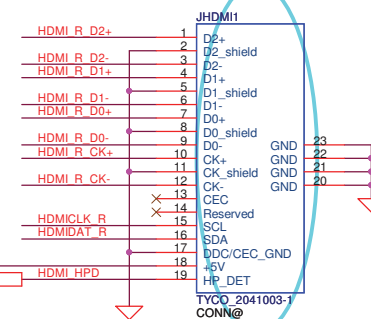 JHDMI1
HDMI_R_D2+ 1 D2+
2 D2_shield
HDMI_R_D2- 3 D2-
HDMI_R_D1+ 4 D1+
5 D1_shield
HDMI_R_D1- 6 D1-
HDMI_R_D0+ 7 D0+
8 D0_shield
HDMI_R_D0- 9 D0- GND 23
HDMI_R_CK+ 10 CK+ GND 22
11 CK_shield GND 21
HDMI_R_CK- 12 CK- GND 20
13 CEC
14 Reserved
HDMICLK_R 15 SCL
HDMIDAT_R 16 SDA
17 DDC/CEC_GND
18 +5V
HDMI_HPD 19 HP_DET
TYCO_2041003-1
CONN@